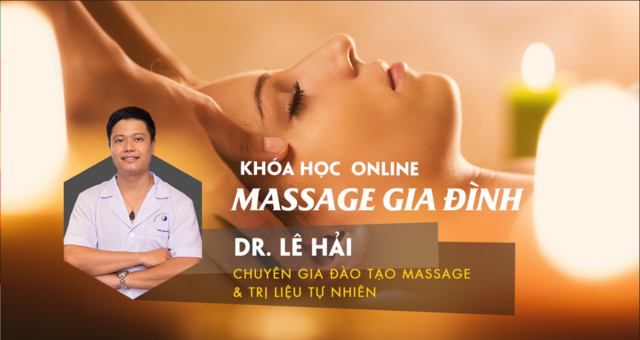 KHÓA HỌC ONLINE
MASSAGE GIA ĐÌNH
DR. LÊ HẢI
CHUYÊN GIA ĐÀO TẠO MASSAGE
& TRỊ LIỆU TỰ NHIÊN